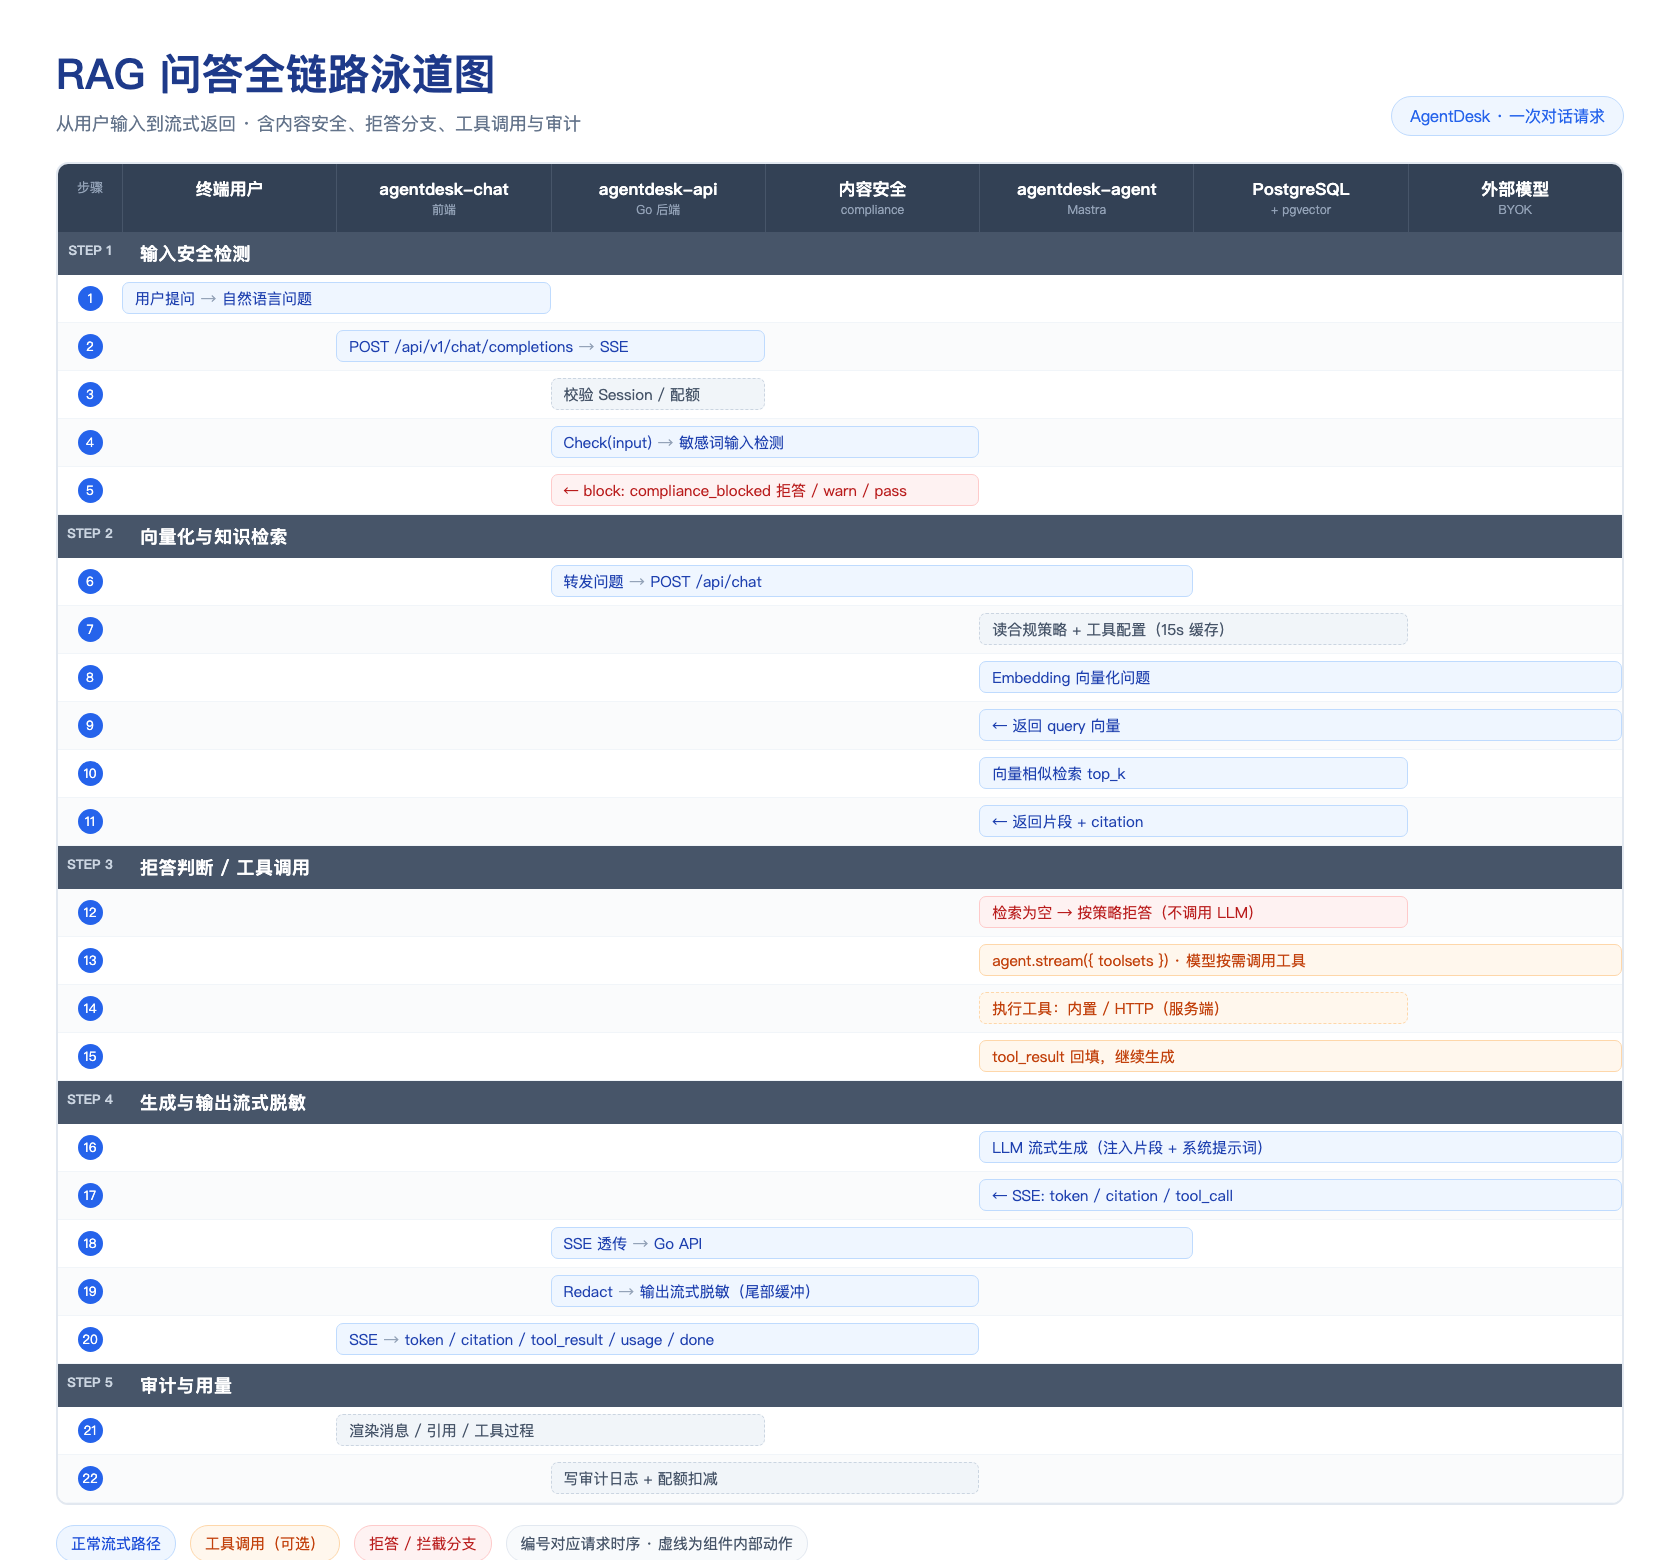 RAG 问答全链路泳道图
从用户输入到流式返回 · 含内容安全、拒答分支、工具调用与审计
AgentDesk · 一次对话请求
步骤
终端用户
agentdesk-chat
前端
agentdesk-api
Go 后端
内容安全
compliance
agentdesk-agent
Mastra
PostgreSQL
+ pgvector
外部模型
BYOK
STEP 1 输入安全检测
1 用户提问 → 自然语言问题
2 POST /api/v1/chat/completions → SSE
3 校验 Session / 配额
4 Check(input) → 敏感词输入检测
5 ← block: compliance_blocked 拒答 / warn / pass
STEP 2 向量化与知识检索
6 转发问题 → POST /api/chat
7 读合规策略 + 工具配置（15s 缓存）
8 Embedding 向量化问题
9 ← 返回 query 向量
10 向量相似检索 top_k
11 ← 返回片段 + citation
STEP 3 拒答判断 / 工具调用
12 检索为空 → 按策略拒答（不调用 LLM）
13 agent.stream({ toolsets }) · 模型按需调用工具
14 执行工具：内置 / HTTP（服务端）
15 tool_result 回填，继续生成
STEP 4 生成与输出流式脱敏
16 LLM 流式生成（注入片段 + 系统提示词）
17 ← SSE: token / citation / tool_call
18 SSE 透传 → Go API
19 Redact → 输出流式脱敏（尾部缓冲）
20 SSE → token / citation / tool_result / usage / done
STEP 5 审计与用量
21 渲染消息 / 引用 / 工具过程
22 写审计日志 + 配额扣减
正常流式路径
工具调用（可选）
拒答 / 拦截分支
编号对应请求时序 · 虚线为组件内部动作